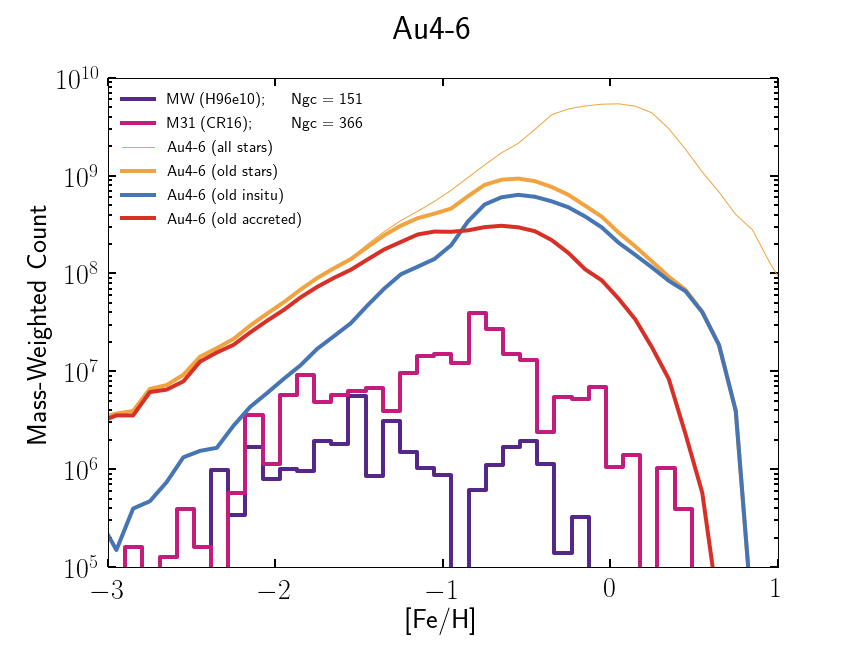 Au4-6
Mass-Weighted Count
10^10
10^9
10^8
10^7
10^6
10^5
MW (H96e10); Ngc = 151
M31 (CR16); Ngc = 366
Au4-6 (all stars)
Au4-6 (old stars)
Au4-6 (old insitu)
Au4-6 (old accreted)
−3 −2 −1 0 1
[Fe/H]